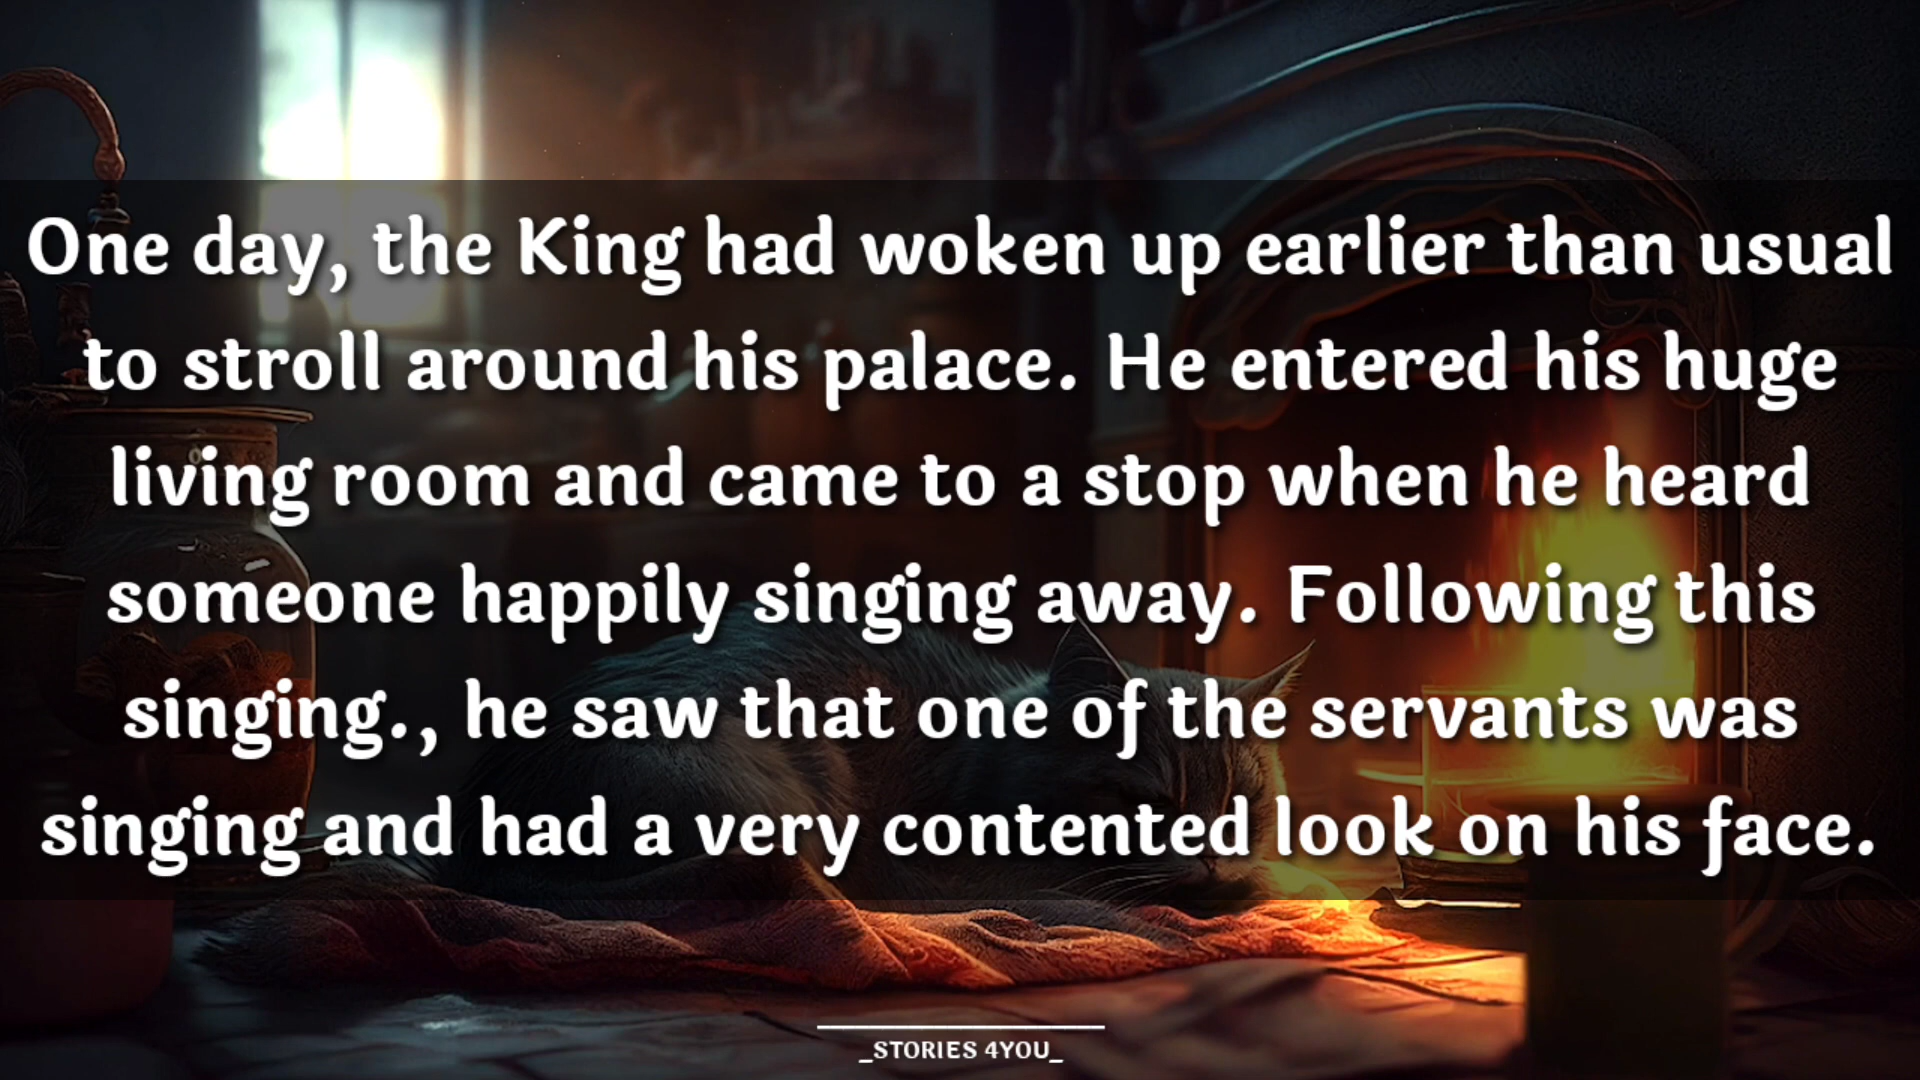 One day, the King had woken up earlier than usual
to stroll around his palace. He entered his huge
living room and came to a stop when he heard
someone happily singing away. Following this
singing., he saw that one of the servants was
singing and had a very contented look on his face.
_STORIES 4YOU_